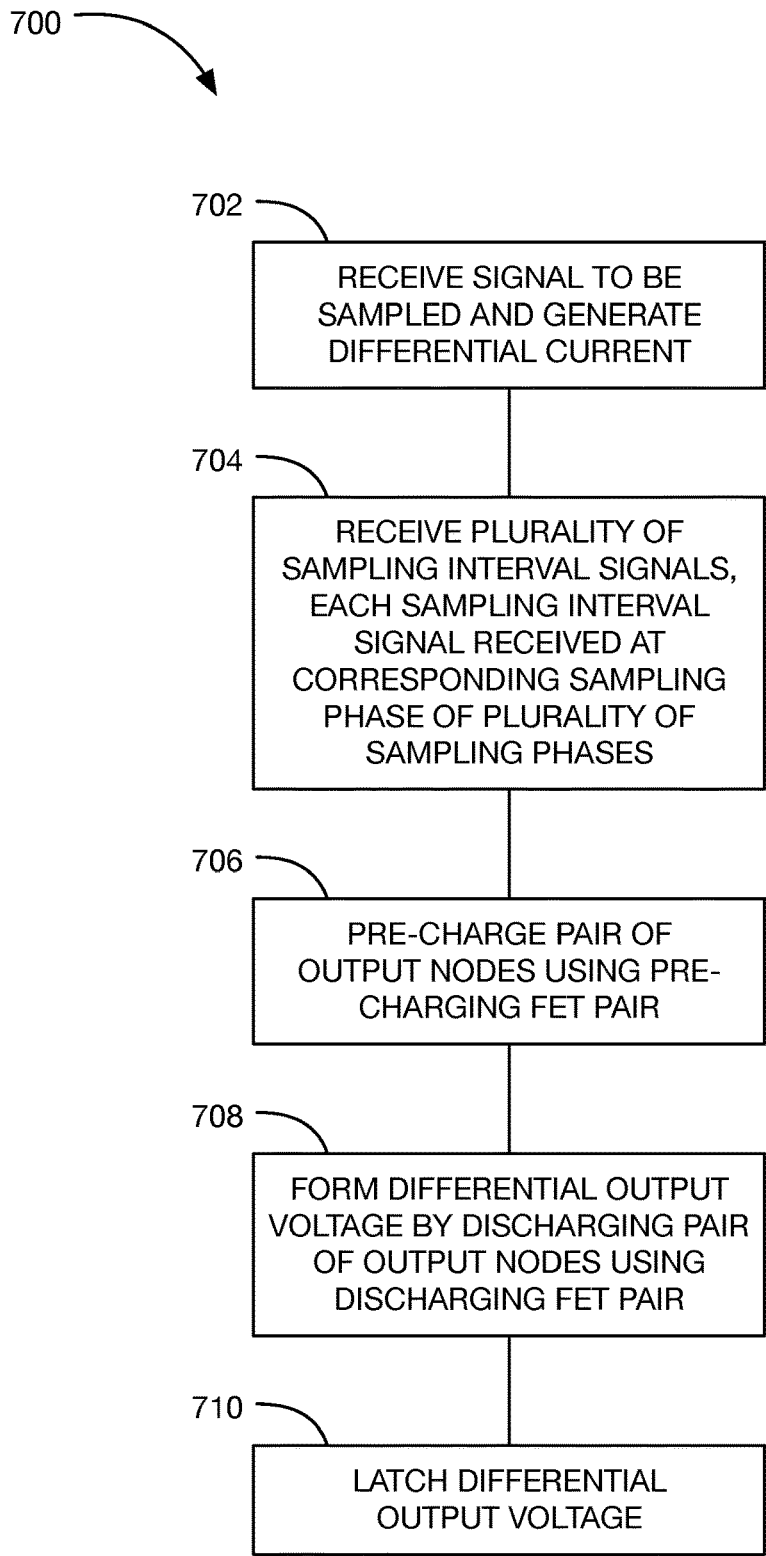 700
702
RECEIVE SIGNAL TO BE
SAMPLED AND GENERATE
DIFFERENTIAL CURRENT
704
RECEIVE PLURALITY OF
SAMPLING INTERVAL SIGNALS,
EACH SAMPLING INTERVAL
SIGNAL RECEIVED AT
CORRESPONDING SAMPLING
PHASE OF PLURALITY OF
SAMPLING PHASES
706
PRE-CHARGE PAIR OF
OUTPUT NODES USING PRE-
CHARGING FET PAIR
708
FORM DIFFERENTIAL OUTPUT
VOLTAGE BY DISCHARGING PAIR
OF OUTPUT NODES USING
DISCHARGING FET PAIR
710
LATCH DIFFERENTIAL
OUTPUT VOLTAGE